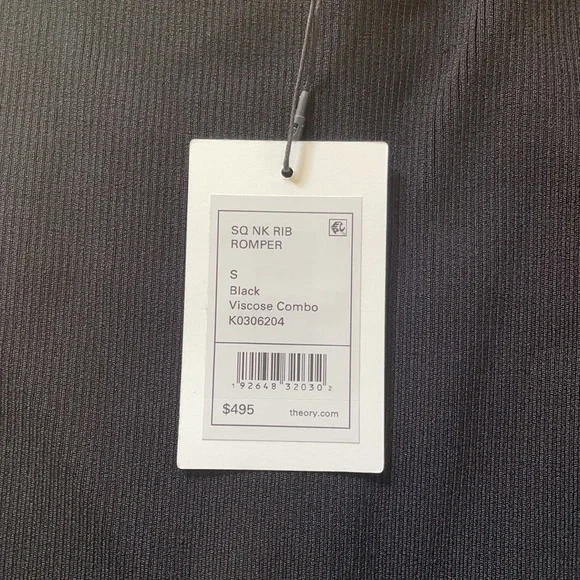 SQ NK RIB
ROMPER
S
Black
Viscose Combo
K0306204
1 92648 32030 2
$495
theory.com